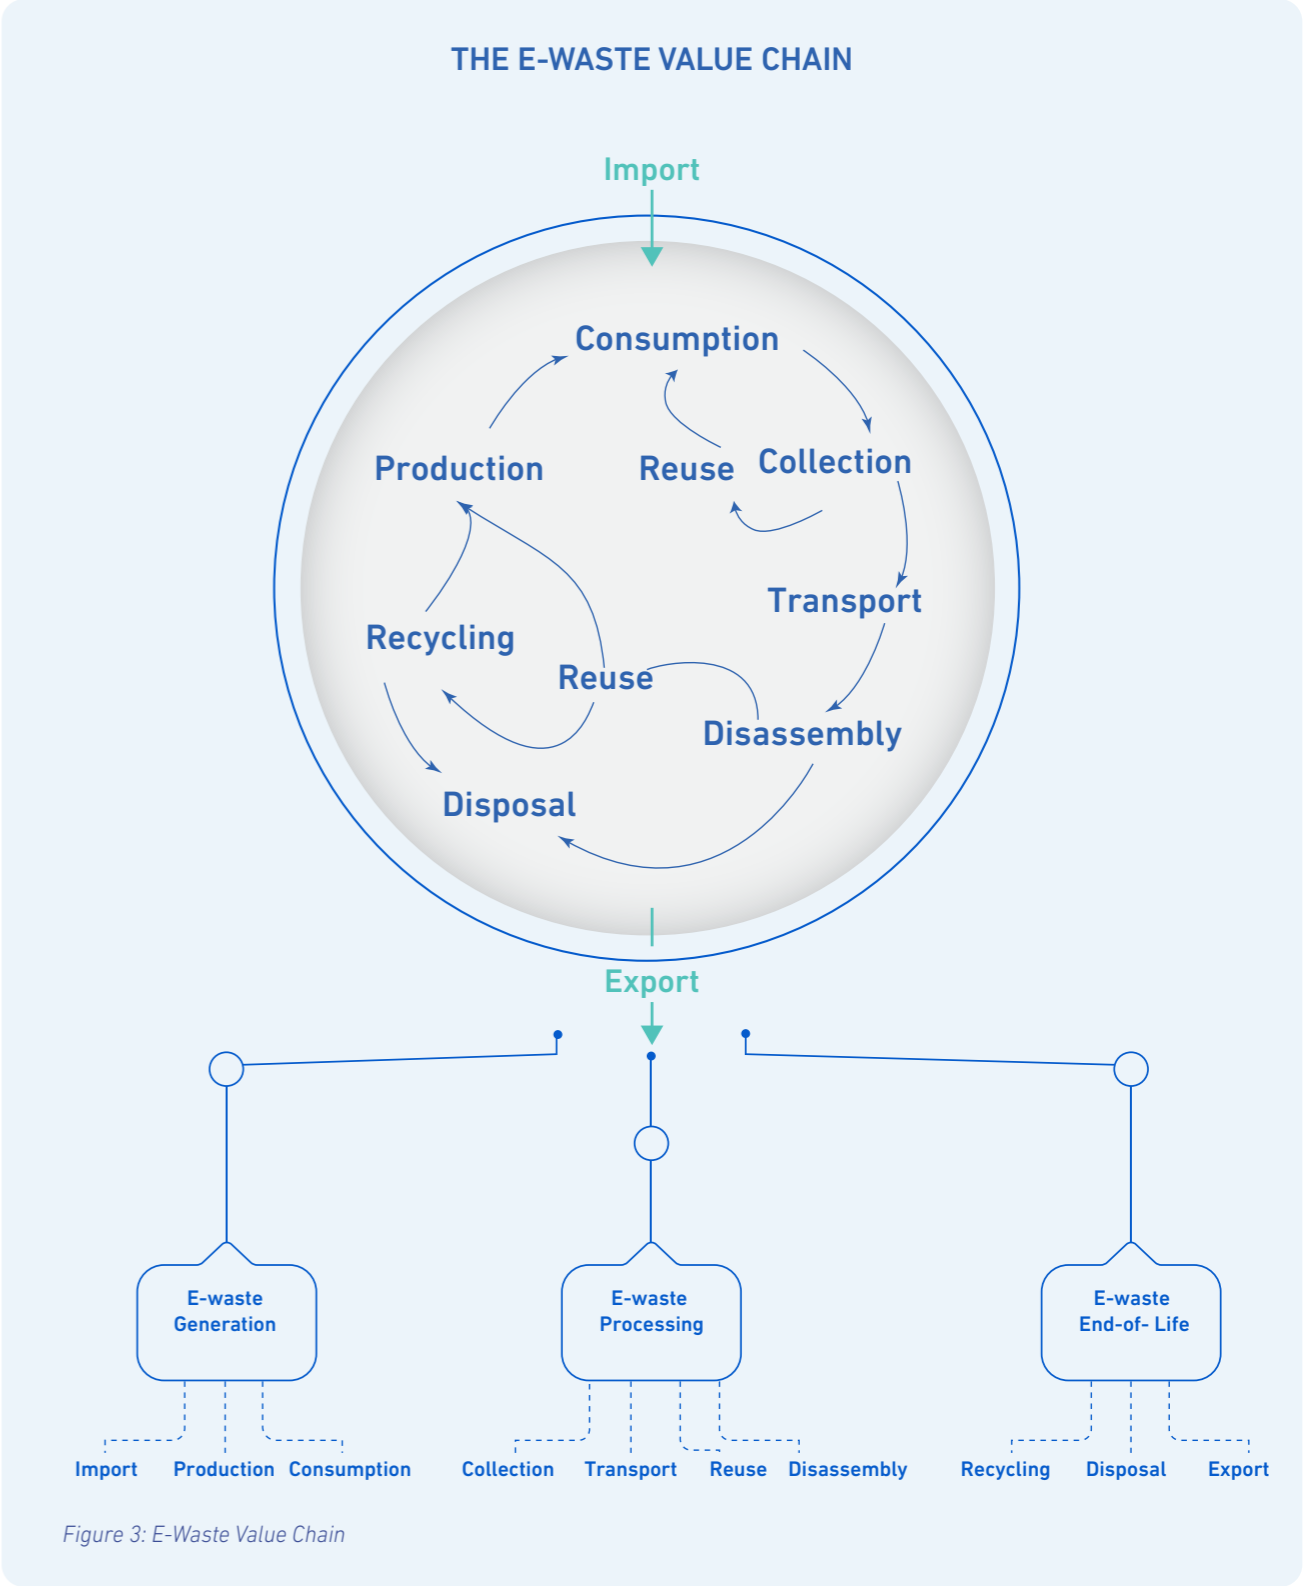 THE E-WASTE VALUE CHAIN
Import
Consumption
Production
Reuse
Collection
Transport
Recycling
Reuse
Disassembly
Disposal
Export
E-waste
Generation
E-waste
Processing
E-waste
End-of- Life
Import
Production
Consumption
Collection
Transport
Reuse
Disassembly
Recycling
Disposal
Export
Figure 3: E-Waste Value Chain